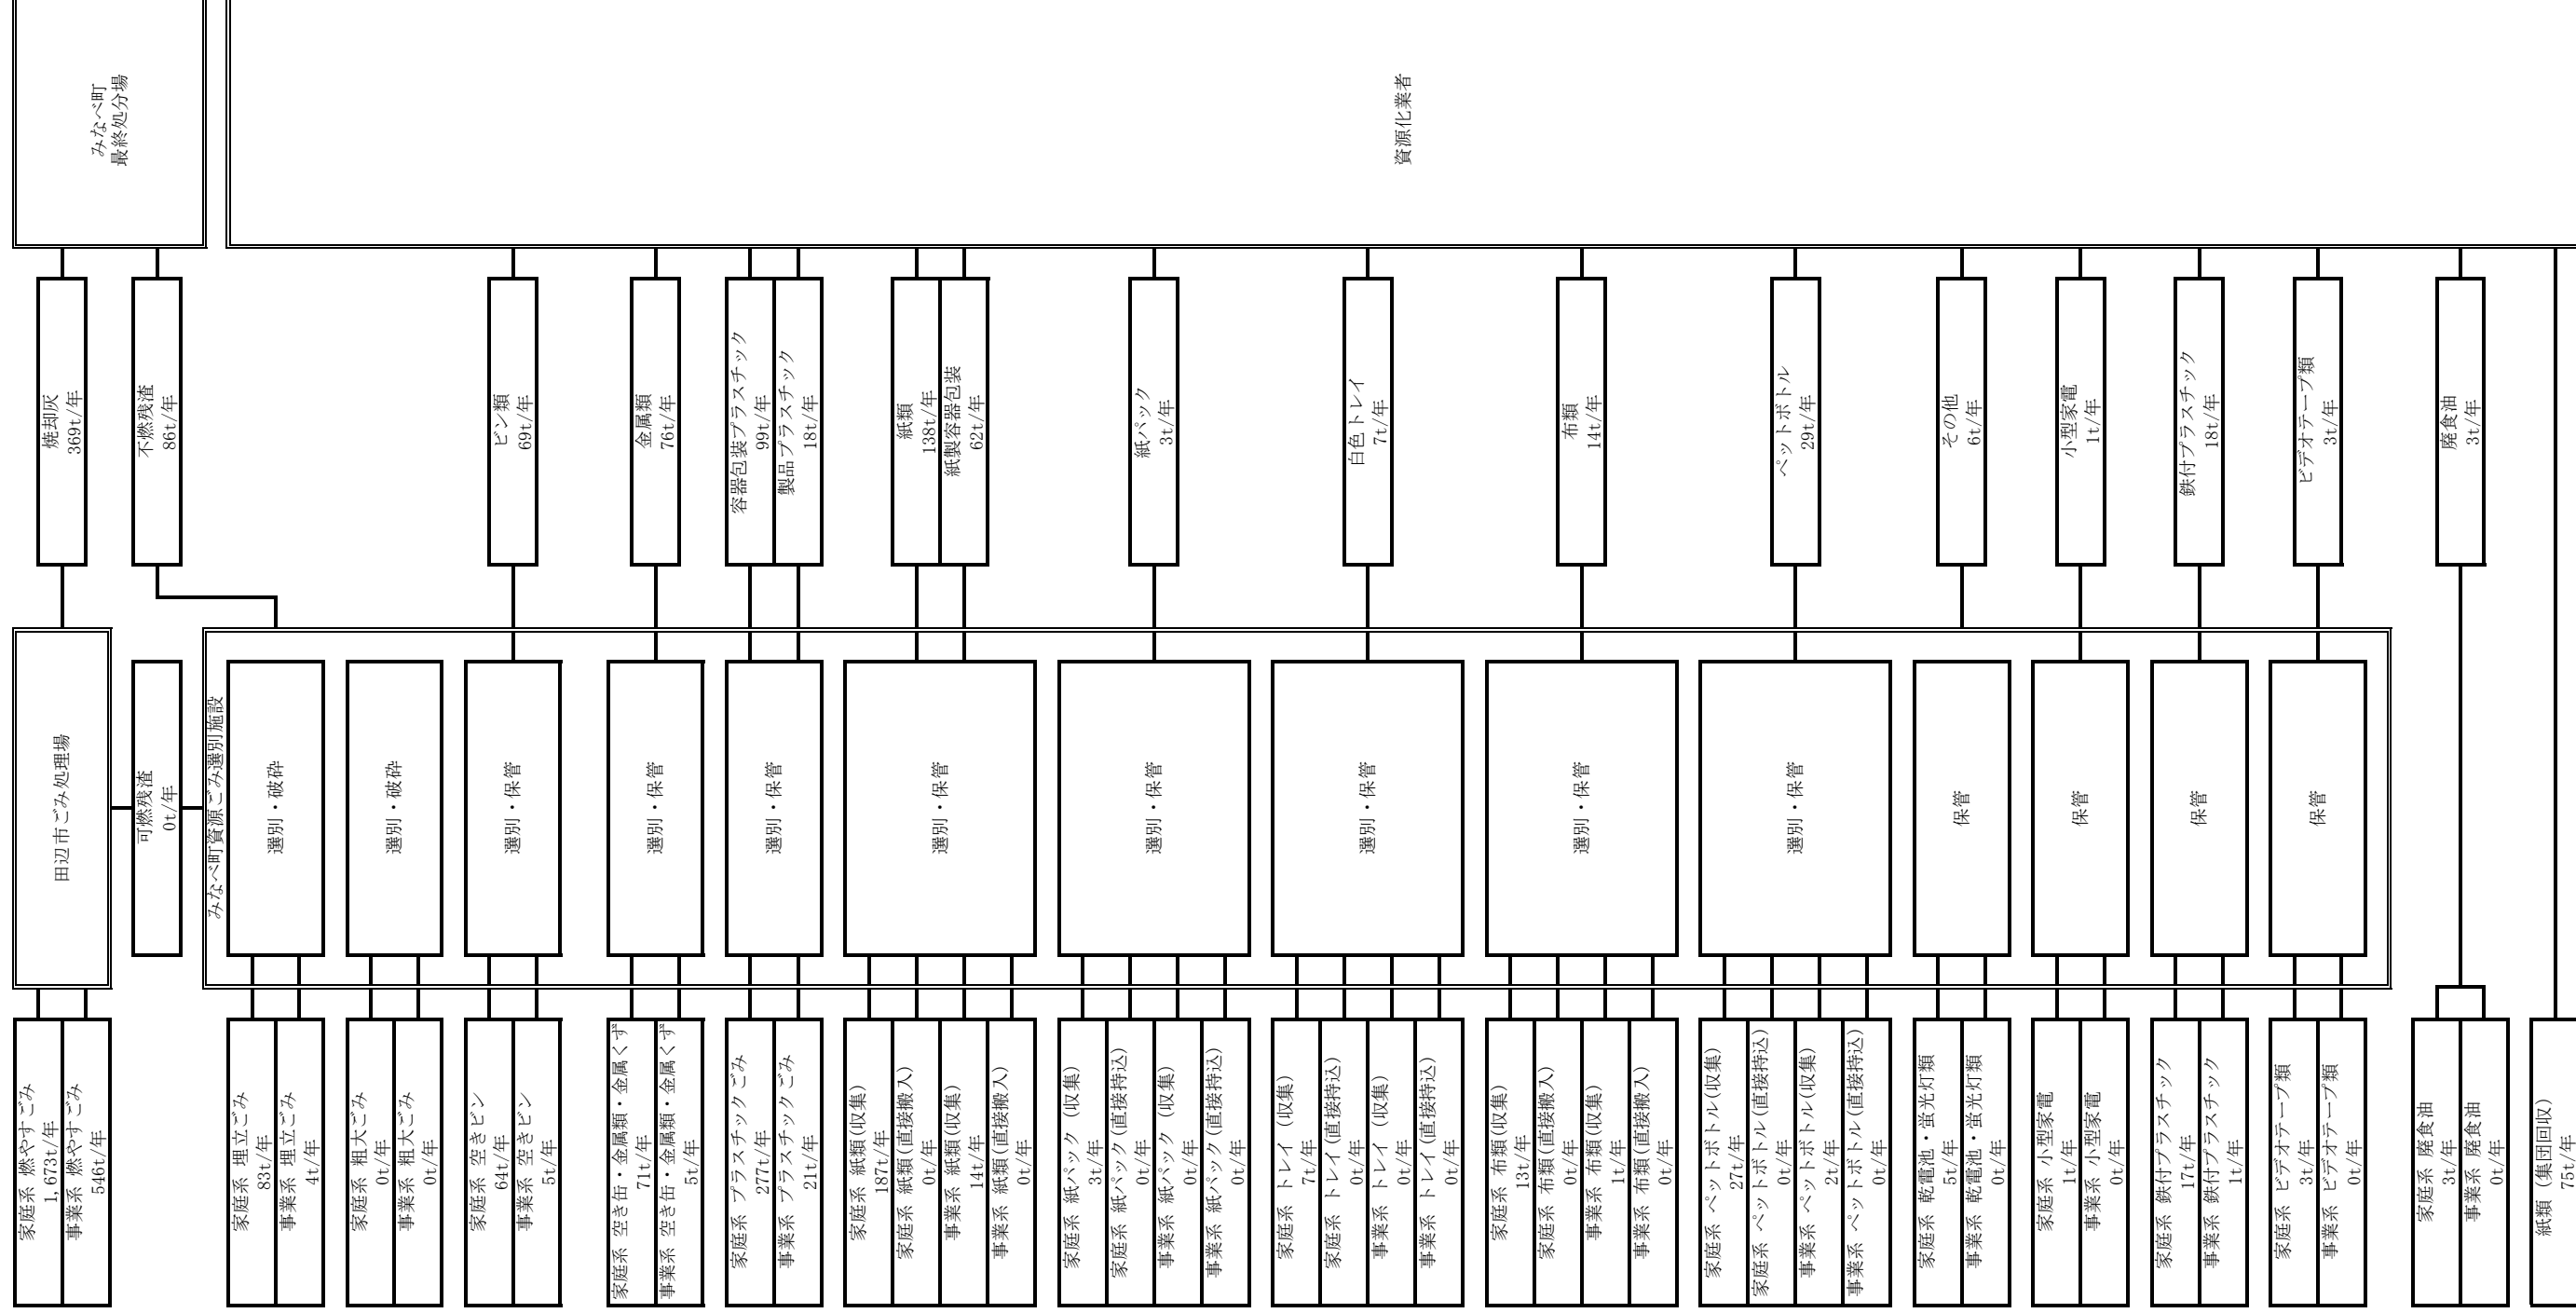 家庭系 燃やすごみ
1,673t/年
事業系 燃やすごみ
546t/年
田辺市ごみ処理場
焼却灰
369t/年
みなべ町
最終処分場
可燃残渣
0t/年
不燃残渣
86t/年
みなべ町資源ごみ選別施設
家庭系 埋立ごみ
83t/年
事業系 埋立ごみ
4t/年
選別・破砕
家庭系 粗大ごみ
0t/年
事業系 粗大ごみ
0t/年
選別・破砕
家庭系 空きビン
64t/年
事業系 空きビン
5t/年
選別・保管
ビン類
69t/年
家庭系 空き缶・金属類・金属くず
71t/年
事業系 空き缶・金属類・金属くず
5t/年
選別・保管
金属類
76t/年
家庭系 プラスチックごみ
277t/年
事業系 プラスチックごみ
21t/年
選別・保管
容器包装プラスチック
99t/年
製品プラスチック
18t/年
家庭系 紙類(収集)
187t/年
家庭系 紙類(直接搬入)
0t/年
事業系 紙類(収集)
14t/年
事業系 紙類(直接搬入)
0t/年
選別・保管
紙類
138t/年
紙製容器包装
62t/年
家庭系 紙パック (収集)
3t/年
家庭系 紙パック(直接持込)
0t/年
事業系 紙パック (収集)
0t/年
事業系 紙パック(直接持込)
0t/年
選別・保管
紙パック
3t/年
家庭系 トレイ (収集)
7t/年
家庭系 トレイ(直接持込)
0t/年
事業系 トレイ (収集)
0t/年
事業系 トレイ(直接持込)
0t/年
選別・保管
白色トレイ
7t/年
資源化業者
家庭系 布類(収集)
13t/年
家庭系 布類(直接搬入)
0t/年
事業系 布類(収集)
1t/年
事業系 布類(直接搬入)
0t/年
選別・保管
布類
14t/年
家庭系 ペットボトル(収集)
27t/年
家庭系 ペットボトル(直接持込)
0t/年
事業系 ペットボトル(収集)
2t/年
事業系 ペットボトル(直接持込)
0t/年
選別・保管
ペットボトル
29t/年
家庭系 乾電池・蛍光灯類
5t/年
事業系 乾電池・蛍光灯類
0t/年
保管
その他
6t/年
家庭系 小型家電
1t/年
事業系 小型家電
0t/年
保管
小型家電
1t/年
家庭系 鉄付プラスチック
17t/年
事業系 鉄付プラスチック
1t/年
保管
鉄付プラスチック
18t/年
家庭系 ビデオテープ類
3t/年
事業系 ビデオテープ類
0t/年
保管
ビデオテープ類
3t/年
家庭系 廃食油
3t/年
事業系 廃食油
0t/年
廃食油
3t/年
紙類 (集団回収)
75t/年